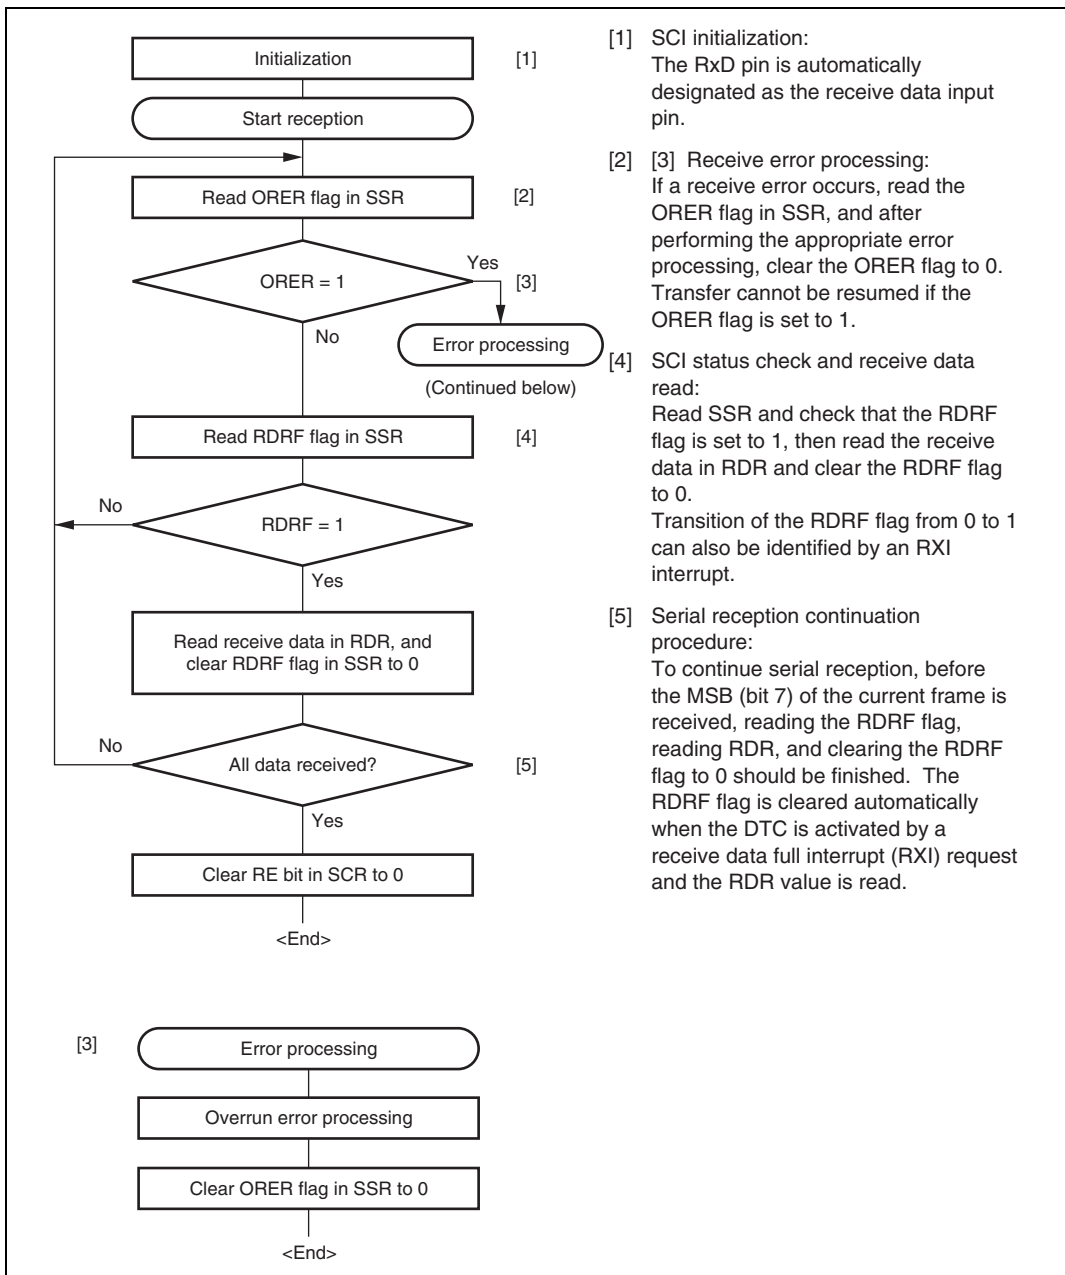 Initialization
[1]
Start reception
Read ORER flag in SSR
[2]
ORER = 1
Yes
[3]
No
Error processing
(Continued below)
Read RDRF flag in SSR
[4]
No
RDRF = 1
Yes
Read receive data in RDR, and
clear RDRF flag in SSR to 0
No
All data received?
[5]
Yes
Clear RE bit in SCR to 0
<End>
[3]
Error processing
Overrun error processing
Clear ORER flag in SSR to 0
<End>
[1] SCI initialization:
The RxD pin is automatically
designated as the receive data input
pin.
[2] [3] Receive error processing:
If a receive error occurs, read the
ORER flag in SSR, and after
performing the appropriate error
processing, clear the ORER flag to 0.
Transfer cannot be resumed if the
ORER flag is set to 1.
[4] SCI status check and receive data
read:
Read SSR and check that the RDRF
flag is set to 1, then read the receive
data in RDR and clear the RDRF flag
to 0.
Transition of the RDRF flag from 0 to 1
can also be identified by an RXI
interrupt.
[5] Serial reception continuation
procedure:
To continue serial reception, before
the MSB (bit 7) of the current frame is
received, reading the RDRF flag,
reading RDR, and clearing the RDRF
flag to 0 should be finished. The
RDRF flag is cleared automatically
when the DTC is activated by a
receive data full interrupt (RXI) request
and the RDR value is read.